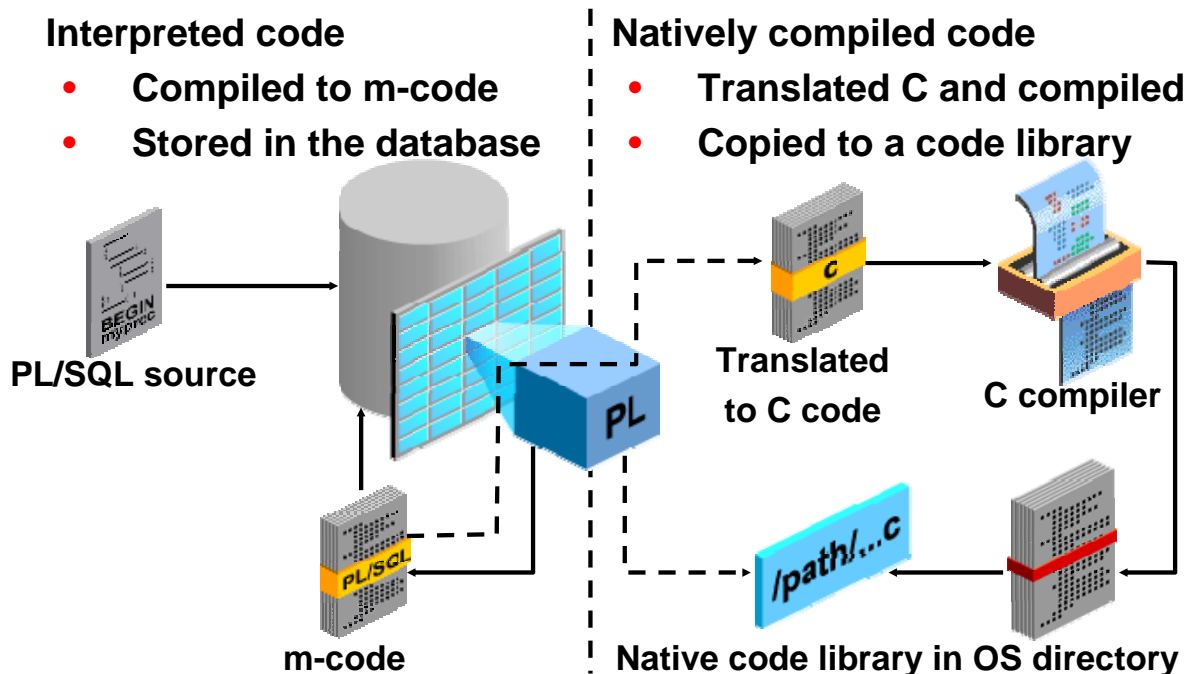 Interpreted code
• Compiled to m-code
• Stored in the database
Natively compiled code
• Translated C and compiled
• Copied to a code library
BEGIN
myproc
PL/SQL source
PL
C
Translated
to C code
C compiler
PL/SQL
m-code
/path/...c
Native code library in OS directory